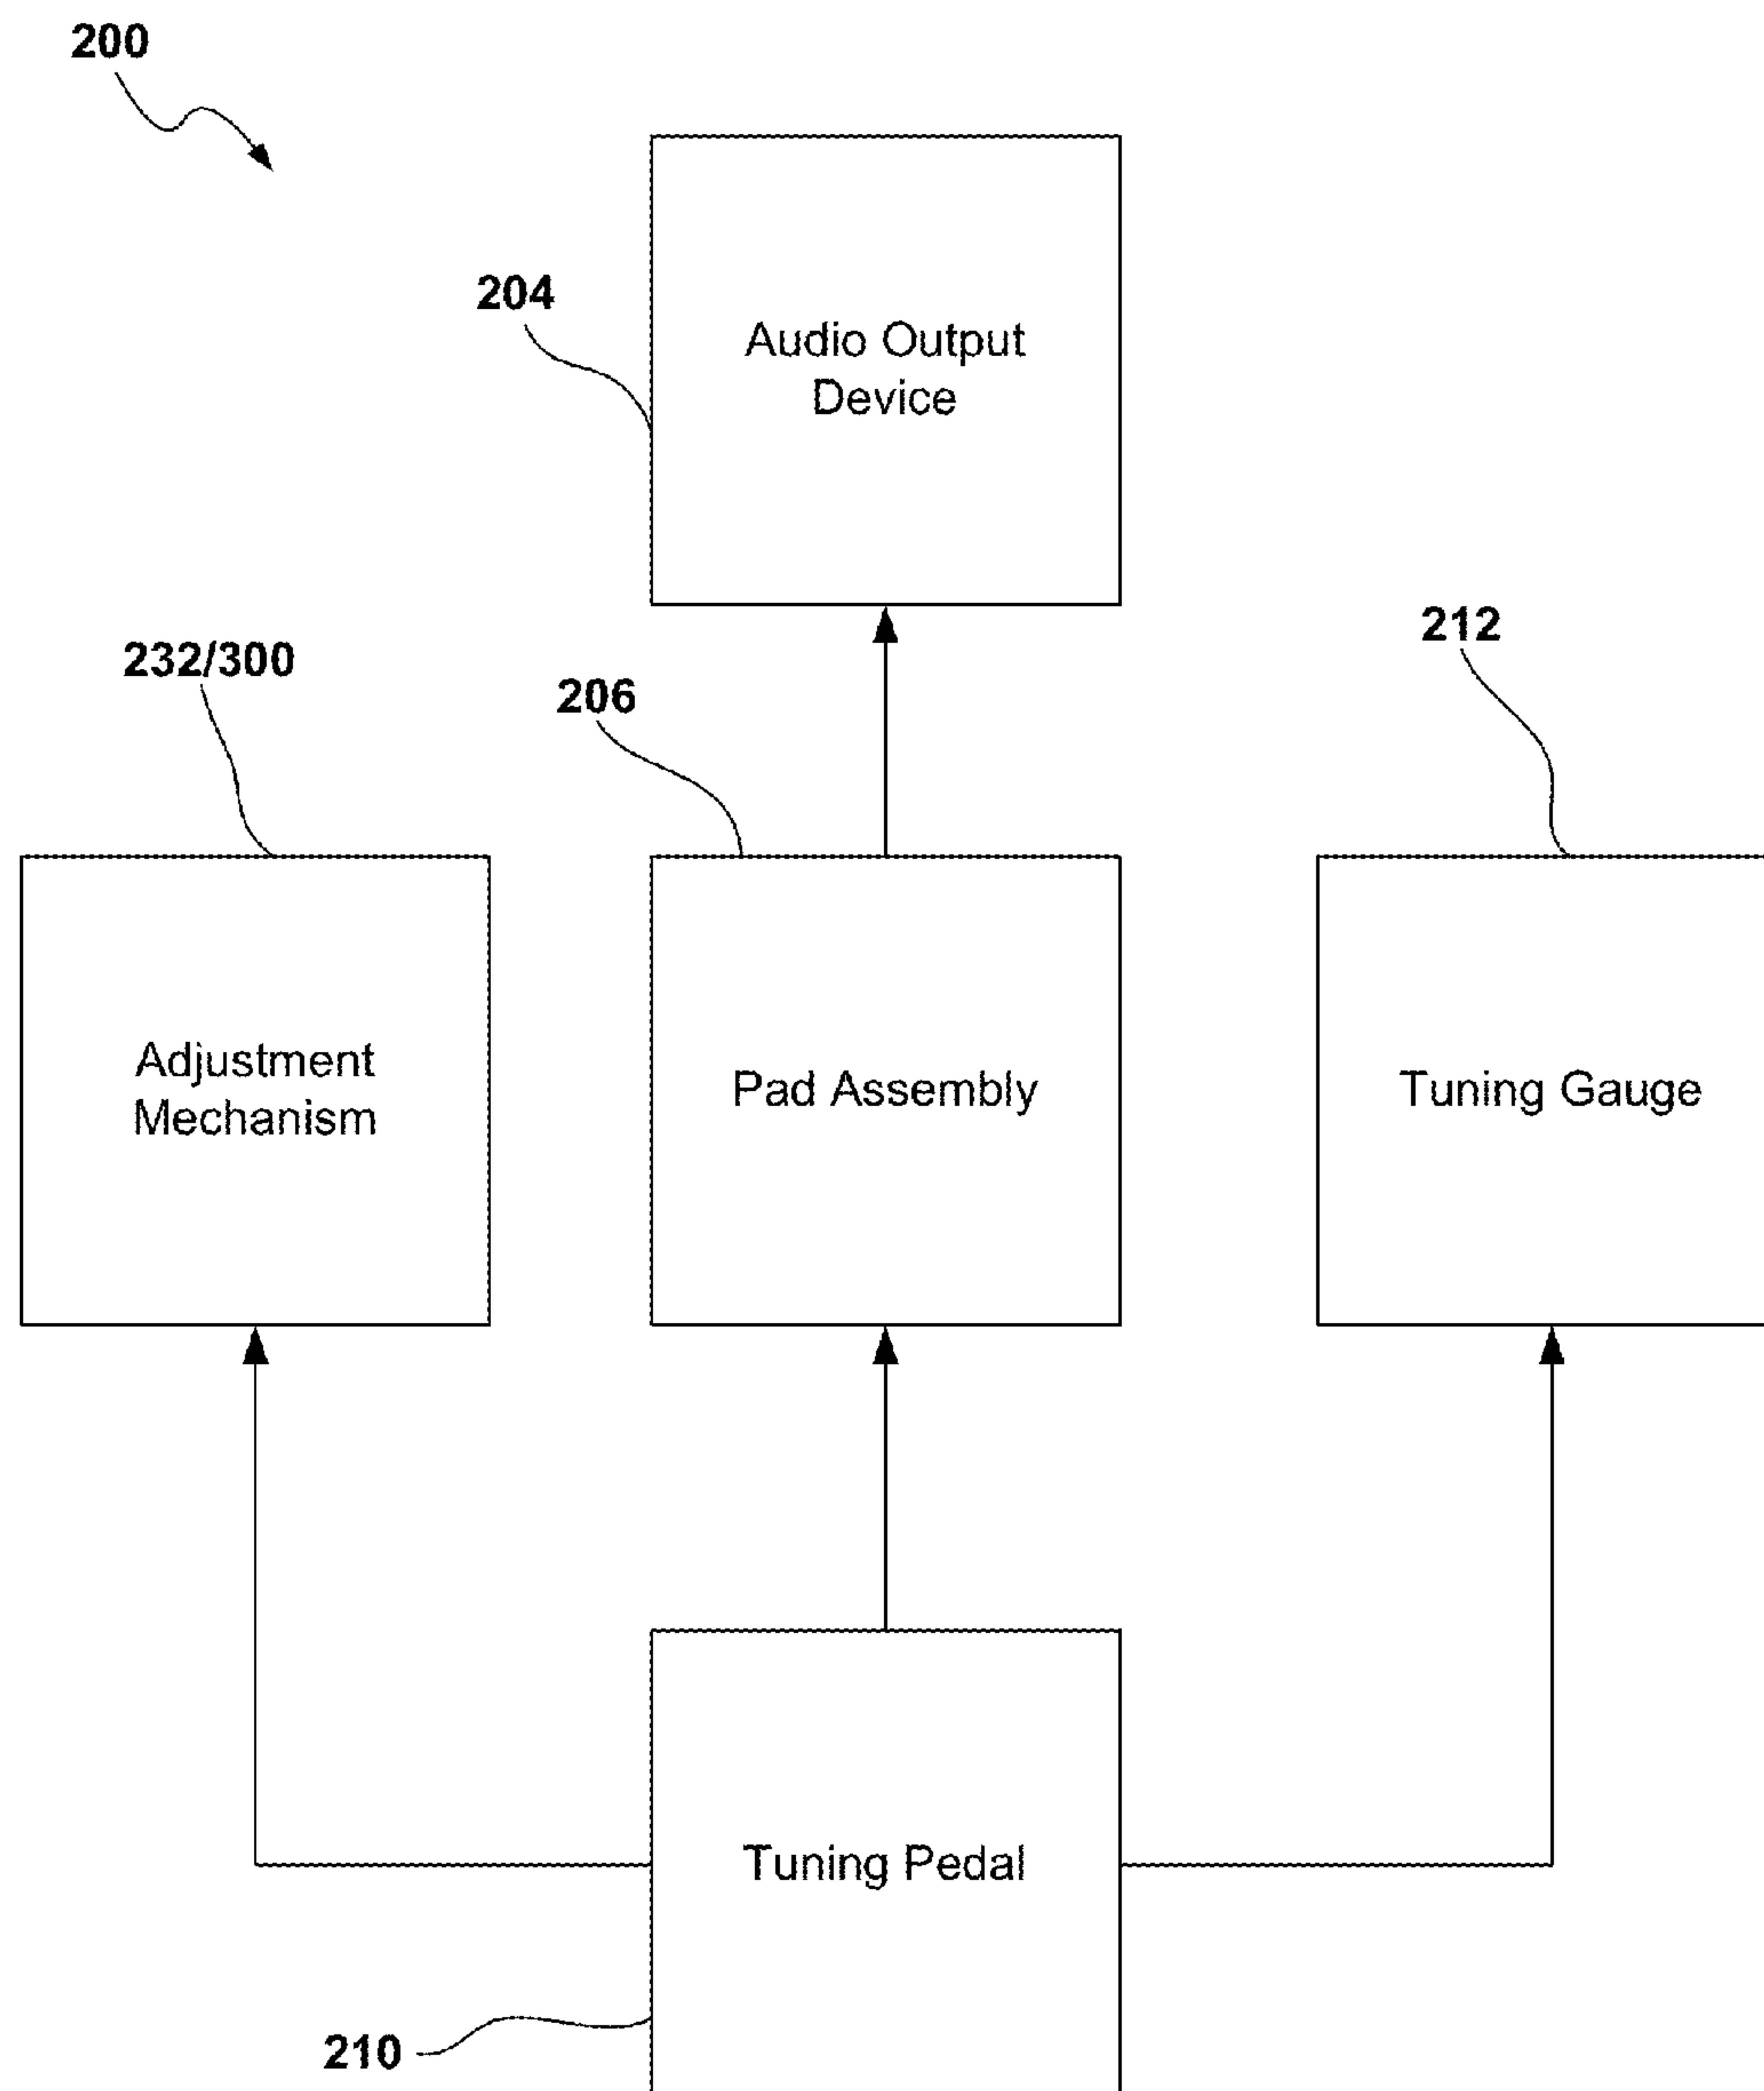 200
204
Audio Output
Device
232/300
206
212
Adjustment
Mechanism
Pad Assembly
Tuning Gauge
Tuning Pedal
210